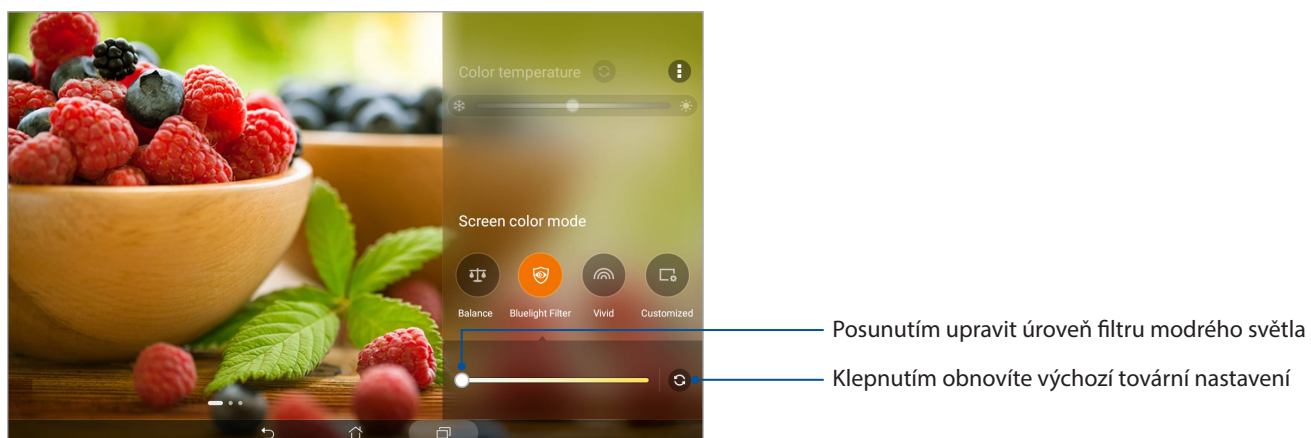 Color temperature
Screen color mode
Balance Bluelight Filter Vivid Customized
Posunutím upravit úroveň filtru modrého světla
Klepnutím obnovíte výchozí tovární nastavení